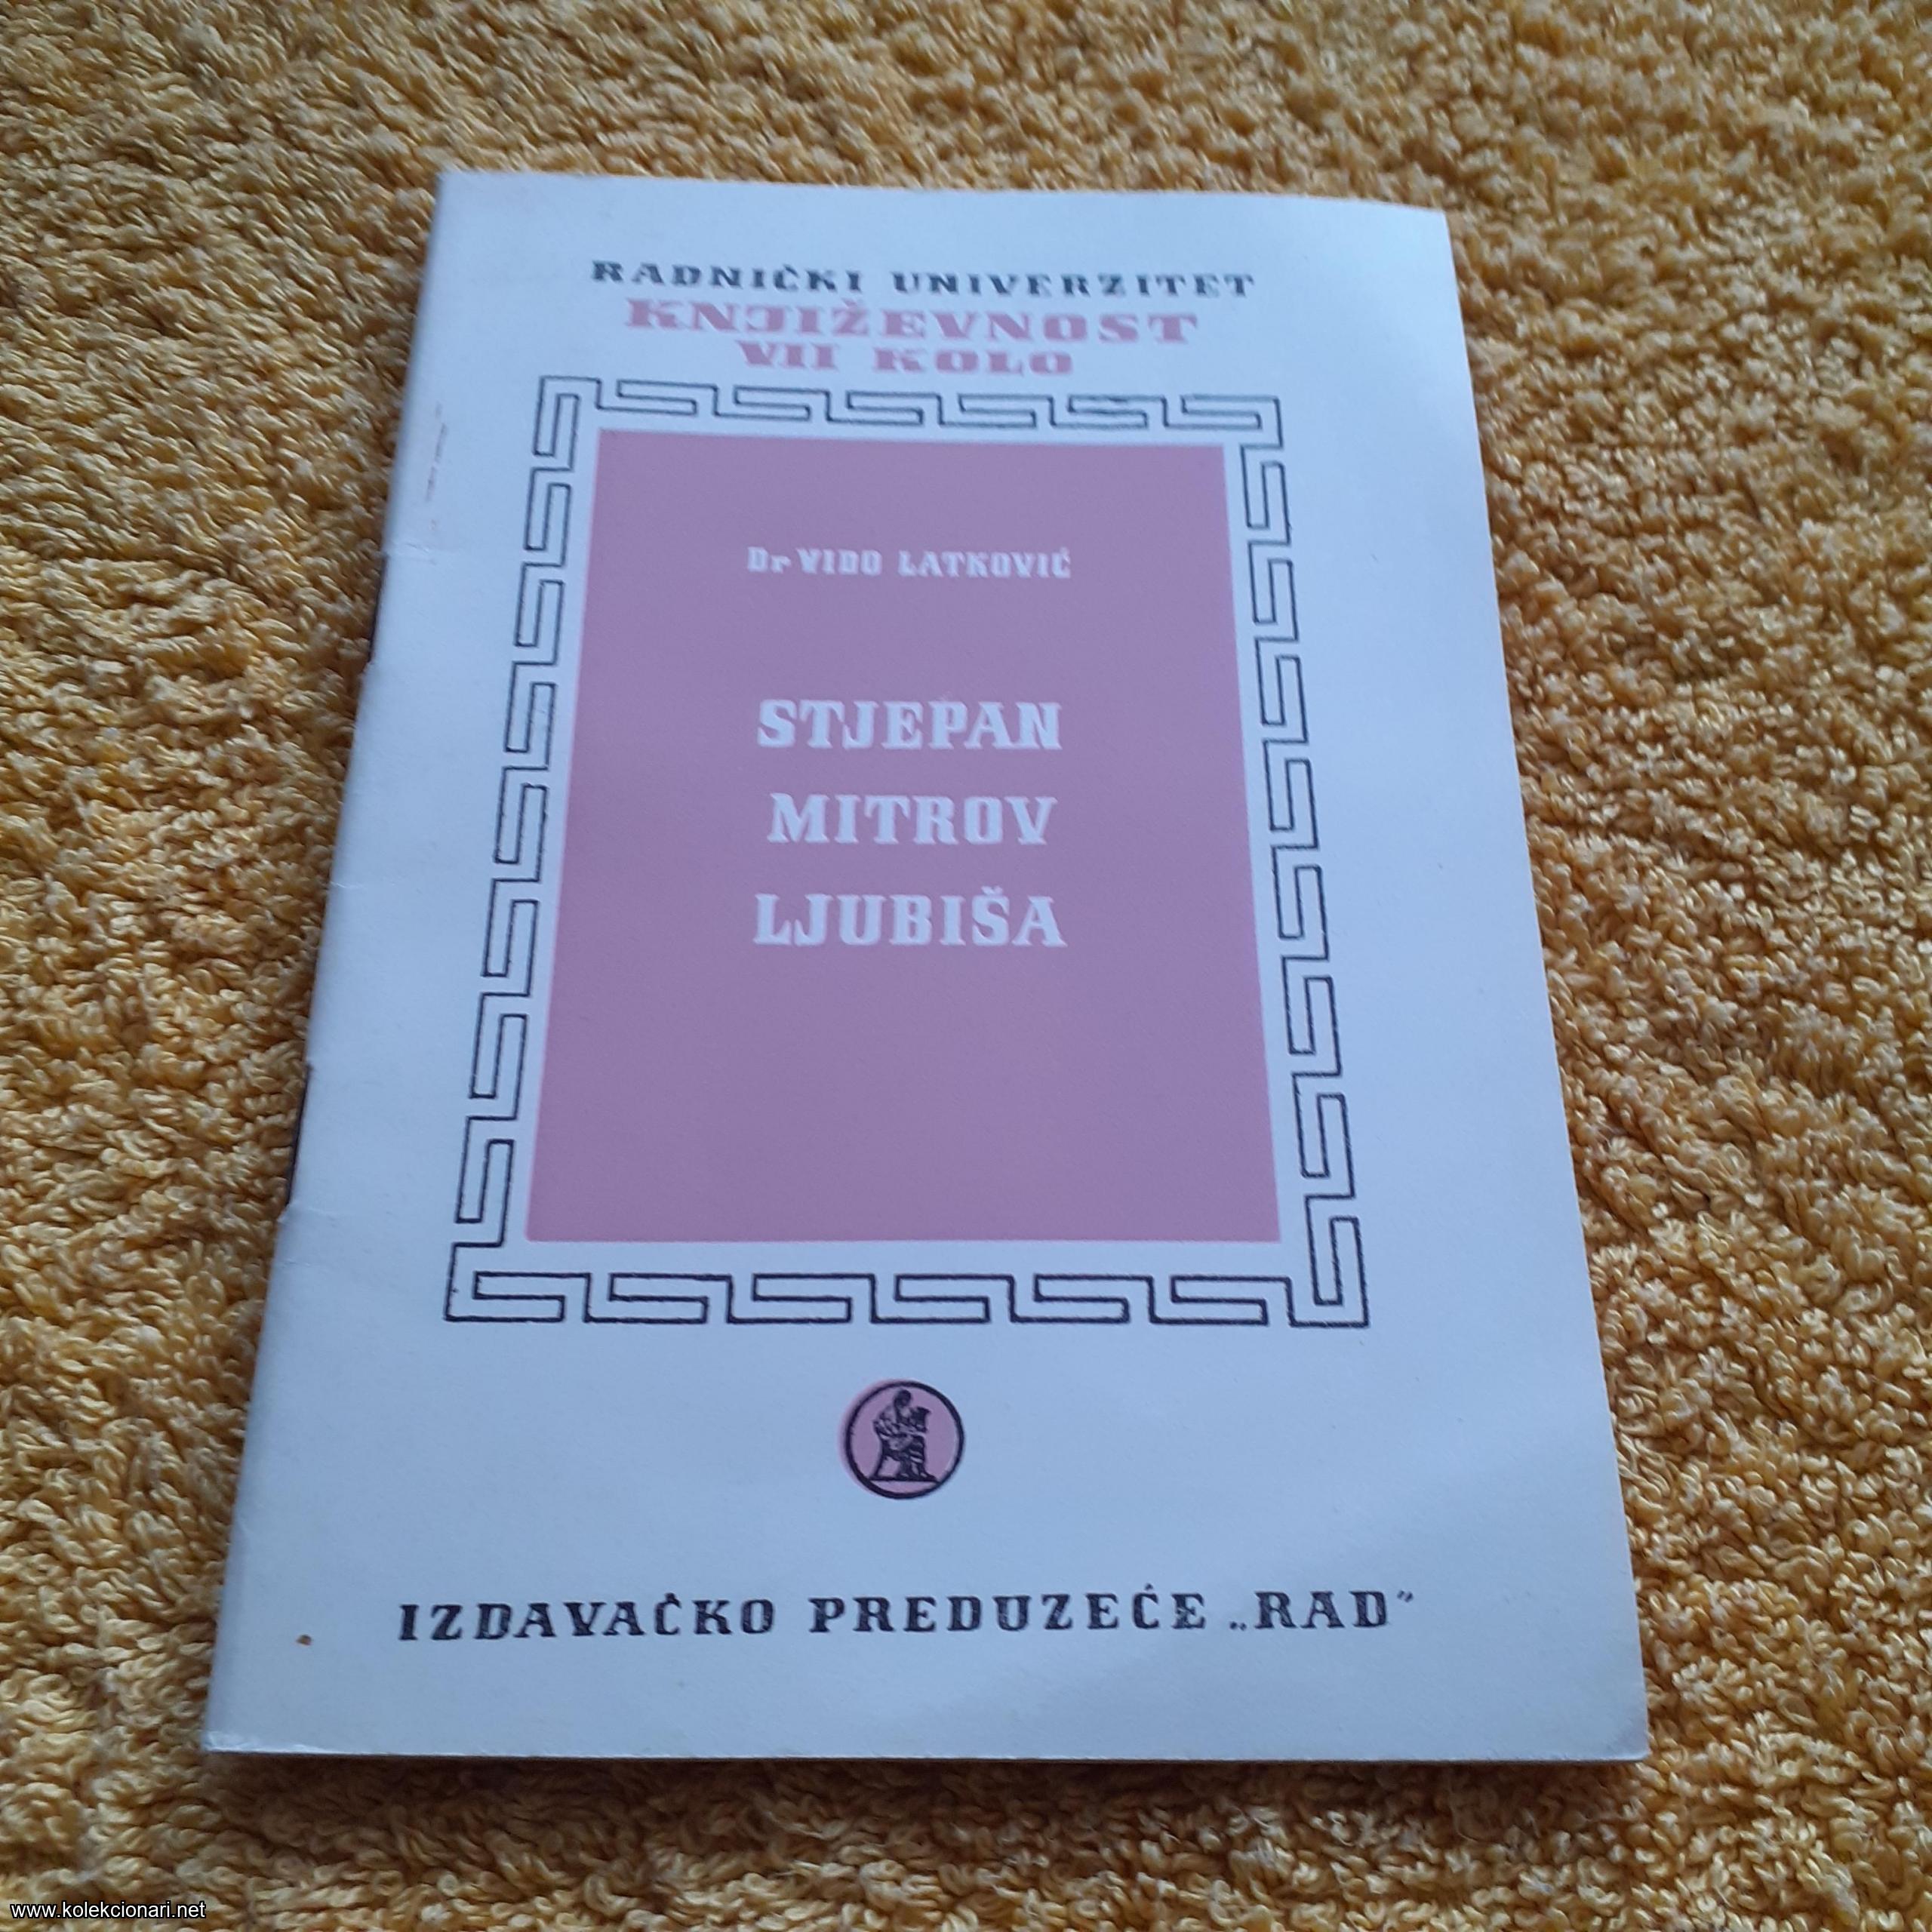 RADNIČKI UNIVERZITET
KNJIŽEVNOST
VII KOLO
Dr VIDO LATKOVIĆ
STJEPAN
MITROV
LJUBIŠA
IZDAVAČKO PREDUZEĆE „RAD”
www.kolekcionari.net